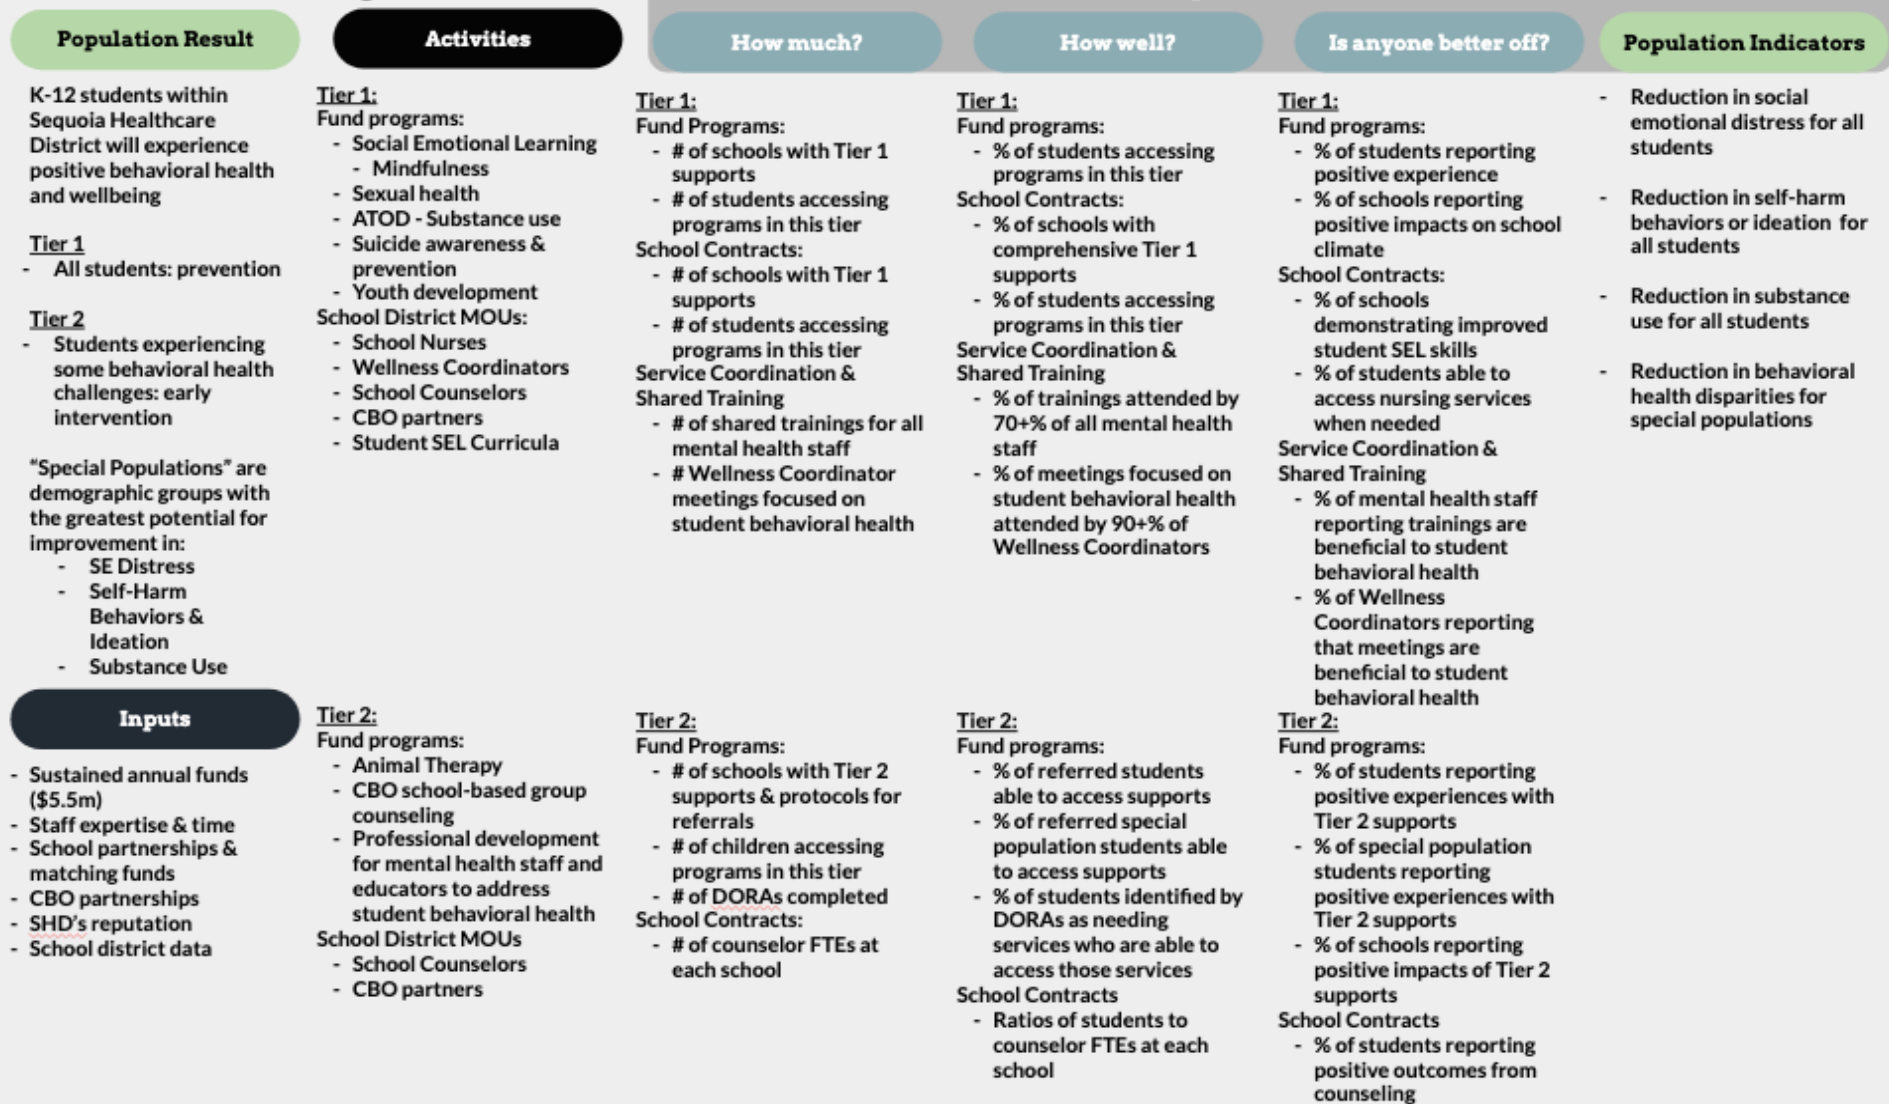 Population Result
K-12 students within
Sequoia Healthcare
District will experience
positive behavioral health
and wellbeing
Tier 1
- All students: prevention
Tier 2
- Students experiencing
some behavioral health
challenges: early
intervention
“Special Populations” are
demographic groups with
the greatest potential for
improvement in:
- SE Distress
- Self-Harm
Behaviors &
Ideation
- Substance Use
Inputs
- Sustained annual funds
($5.5m)
- Staff expertise & time
- School partnerships &
matching funds
- CBO partnerships
- SHD's reputation
- School district data
Activities
Tier 1:
Fund programs:
- Social Emotional Learning
- Mindfulness
- Sexual health
- ATOD - Substance use
- Suicide awareness &
prevention
- Youth development
School District MOUs:
- School Nurses
- Wellness Coordinators
- School Counselors
- CBO partners
- Student SEL Curricula
Tier 2:
Fund programs:
- Animal Therapy
- CBO school-based group
counseling
- Professional development
for mental health staff and
educators to address
student behavioral health
School District MOUs
- School Counselors
- CBO partners
How much?
Tier 1:
Fund Programs:
- # of schools with Tier 1
supports
- # of students accessing
programs in this tier
School Contracts:
- # of schools with Tier 1
supports
- # of students accessing
programs in this tier
Service Coordination &
Shared Training
- # of shared trainings for all
mental health staff
- # Wellness Coordinator
meetings focused on
student behavioral health
Tier 2:
Fund Programs:
- # of schools with Tier 2
supports & protocols for
referrals
- # of children accessing
programs in this tier
- # of DORAs completed
School Contracts:
- # of counselor FTEs at
each school
How well?
Tier 1:
Fund programs:
- % of students accessing
programs in this tier
School Contracts:
- % of schools with
comprehensive Tier 1
supports
- % of students accessing
programs in this tier
Service Coordination &
Shared Training
- % of trainings attended by
70+% of all mental health
staff
- % of meetings focused on
student behavioral health
attended by 90+% of
Wellness Coordinators
Tier 2:
Fund programs:
- % of referred students
able to access supports
- % of referred special
population students able
to access supports
- % of students identified by
DORAs as needing
services who are able to
access those services
School Contracts
- Ratios of students to
counselor FTEs at each
school
Is anyone better off?
Tier 1:
Fund programs:
- % of students reporting
positive experience
- % of schools reporting
positive impacts on school
climate
School Contracts:
- % of schools
demonstrating improved
student SEL skills
- % of students able to
access nursing services
when needed
Service Coordination &
Shared Training
- % of mental health staff
reporting trainings are
beneficial to student
behavioral health
- % of Wellness
Coordinators reporting
that meetings are
beneficial to student
behavioral health
Tier 2:
Fund programs:
- % of students reporting
positive experiences with
Tier 2 supports
- % of special population
students reporting
positive experiences with
Tier 2 supports
- % of schools reporting
positive impacts of Tier 2
supports
School Contracts
- % of students reporting
positive outcomes from
counseling
Population Indicators
- Reduction in social
emotional distress for all
students
- Reduction in self-harm
behaviors or ideation for
all students
- Reduction in substance
use for all students
- Reduction in behavioral
health disparities for
special populations